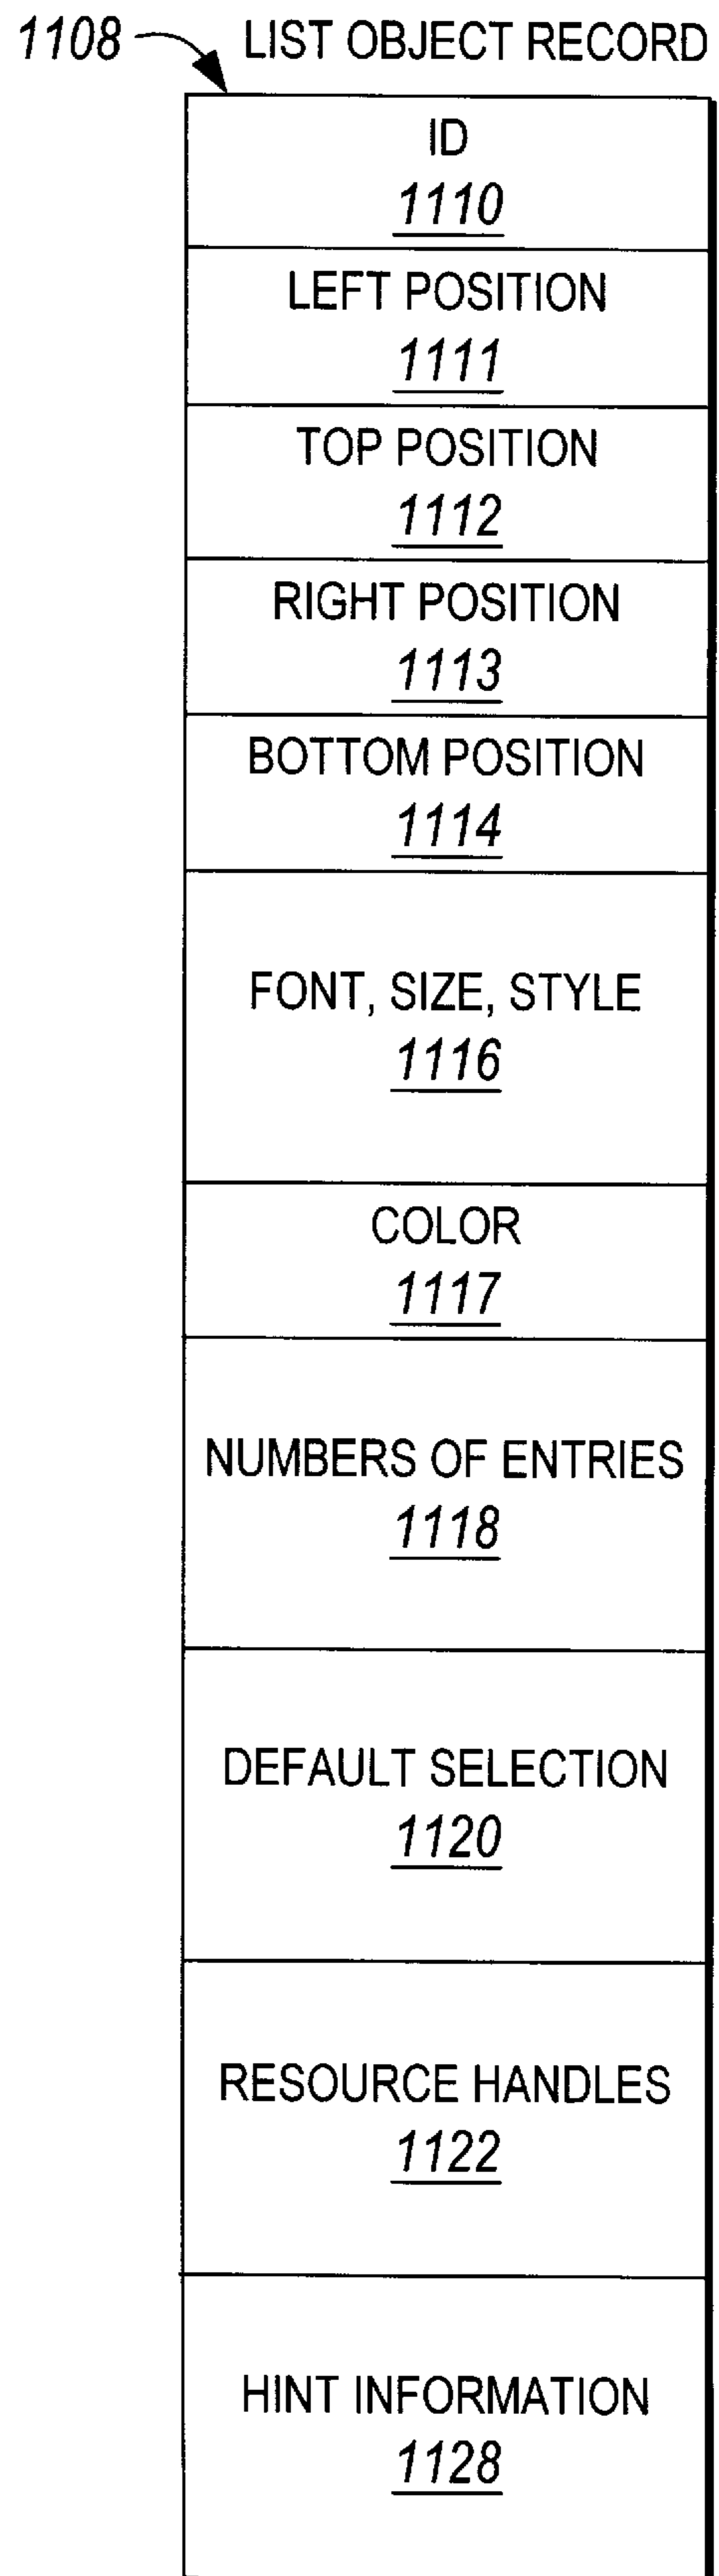 1108 LIST OBJECT RECORD
ID
1110
LEFT POSITION
1111
TOP POSITION
1112
RIGHT POSITION
1113
BOTTOM POSITION
1114
FONT, SIZE, STYLE
1116
COLOR
1117
NUMBERS OF ENTRIES
1118
DEFAULT SELECTION
1120
RESOURCE HANDLES
1122
HINT INFORMATION
1128